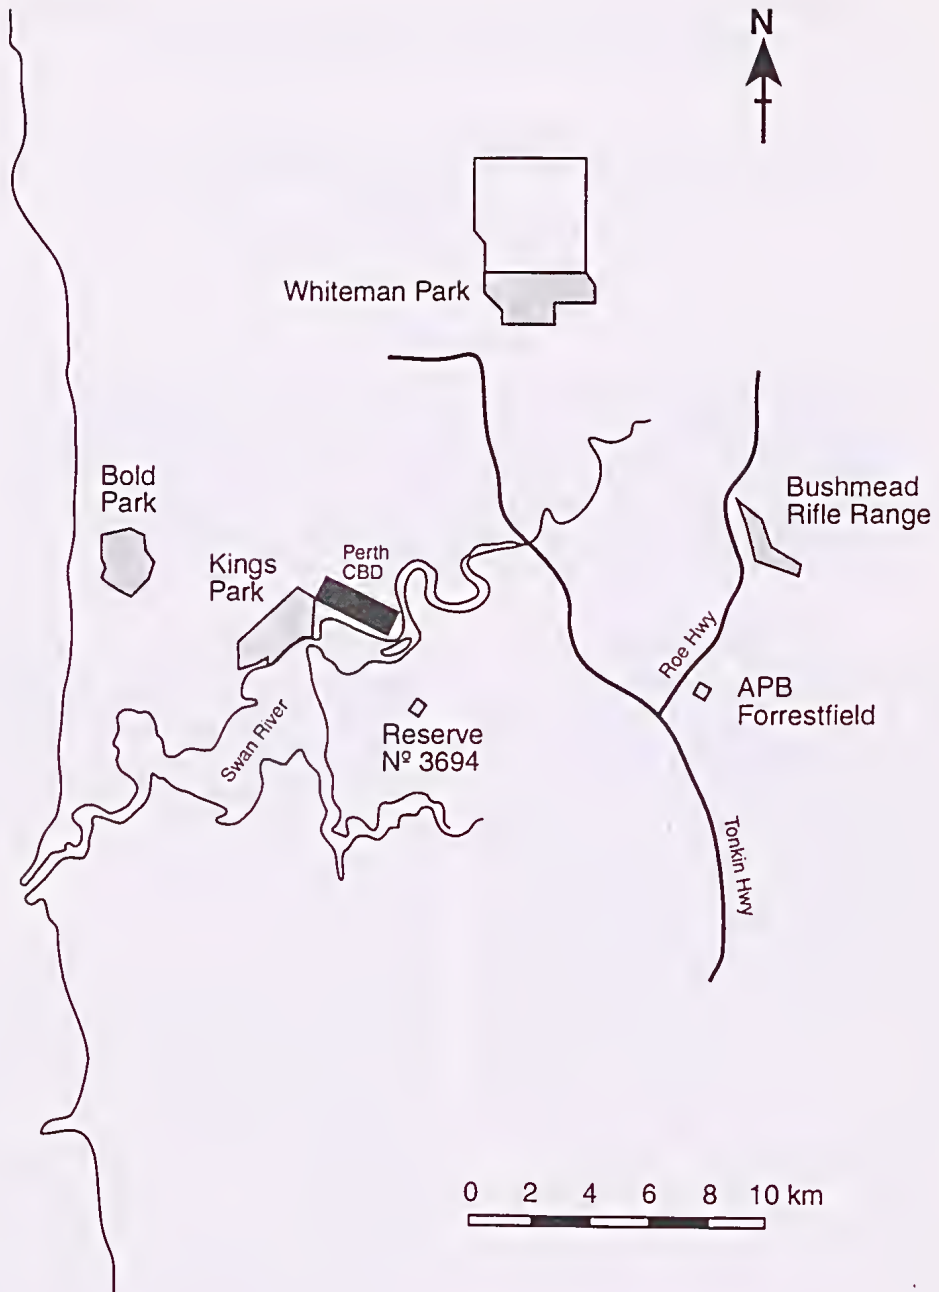 N
Whiteman Park
Bold
Park
Bushmead
Rifle Range
Perth
CBD
Kings
Park
Roe Hwy
APB
Forrestfield
Swan River
Reserve
Nº 3694
Tonkin Hwy
0 2 4 6 8 10 km